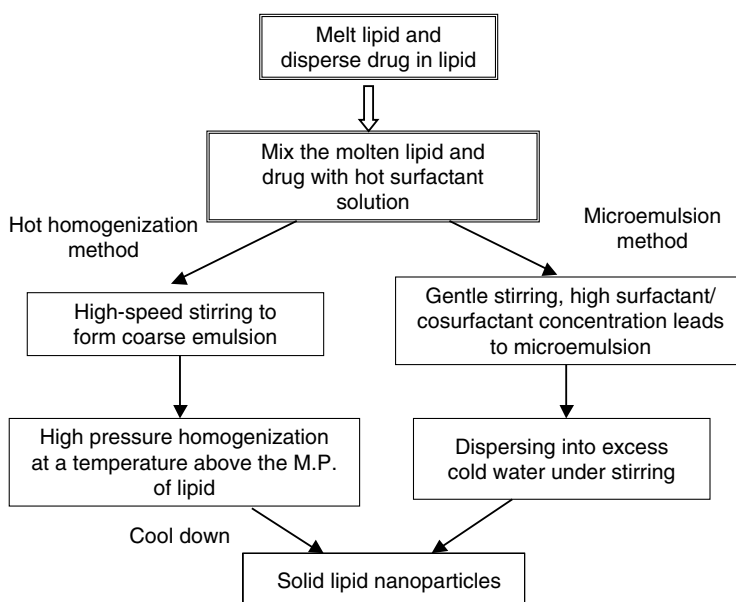 Melt lipid and
disperse drug in lipid
Mix the molten lipid and
drug with hot surfactant
solution
Hot homogenization
method
Microemulsion
method
High-speed stirring to
form coarse emulsion
Gentle stirring, high surfactant/
cosurfactant concentration leads
to microemulsion
High pressure homogenization
at a temperature above the M.P.
of lipid
Dispersing into excess
cold water under stirring
Cool down
Solid lipid nanoparticles